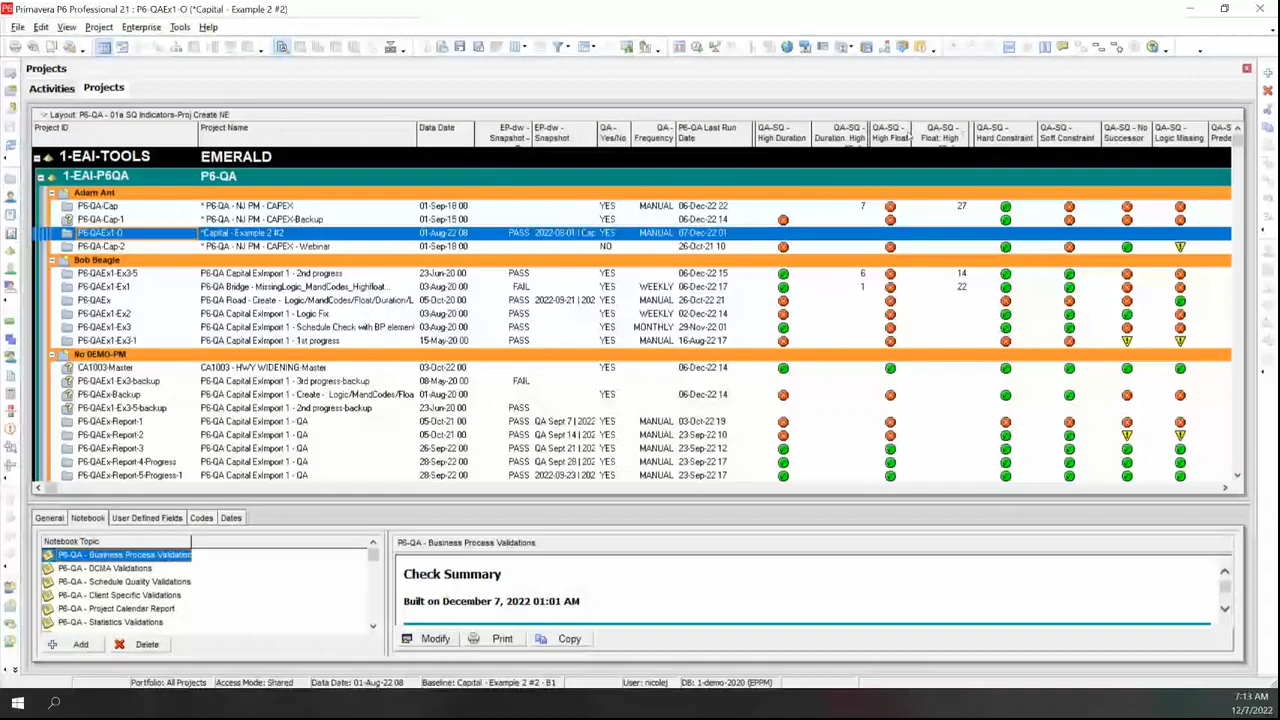 Primavera P6 Professional 21 : P6-QAEx1-O (*Capital - Example 2 #2)
File Edit View Project Enterprise Tools Help
Projects
Activities Projects
Layout: P6-QA - 01a SQ Indicators-Proj Create NE
Project ID Project Name Data Date EP-dw - Snapshot - EP-dw - Snapshot QA - Yes/No QA - Frequency P6-QA Last Run Date QA-SQ - High Duration QA-SQ - Duration: High QA-SQ - High Float QA-SQ - Float: High QA-SQ - Hard Constraint QA-SQ - Soft Constraint QA-SQ - No Successor QA-SQ - Logic Missing QA-S Prede
1-EAI-TOOLS EMERALD
1-EAI-P6QA P6-QA
Adam Ant
P6-QA-Cap * P6-QA - NJ PM - CAPEX 01-Sep-18 00 YES MANUAL 06-Dec-22 22 7 27
P6-QA-Cap-1 * P6-QA - NJ PM - CAPEX-Backup 01-Sep-15 00 YES MANUAL 06-Dec-22 17
P6-QAEx1-O *Capital - Example 2 #2 01-Aug-22 08 PASS 2022-08-01 | Cap YES MANUAL 07-Dec-22 01
P6-QA-Cap-2 * P6-QA - NJ PM - CAPEX - Webinar 01-Sep-18 00 NO 26-Oct-21 10
Bob Beagle
P6-QAEx1-Ex3-5 P6-QA Capital ExImport 1 - 2nd progress 23-Jun-20 00 PASS YES 06-Dec-22 15 6 14
P6-QAEx1-Ex1 P6-QA Bridge - MissingLogic_MandCodes_Highfloat... 03-Aug-20 00 FAIL YES WEEKLY 06-Dec-22 17 1 22
P6-QAEx P6-QA Road - Create - Logic/MandCodes/Float/Duration/L 05-Oct-20 00 PASS 2022-09-21 | 202 YES MANUAL 26-Oct-22 21
P6-QAEx1-Ex2 P6-QA Capital ExImport 1 - Logic Fix 03-Aug-20 00 PASS YES WEEKLY 02-Dec-22 17
P6-QAEx1-Ex3 P6-QA Capital ExImport 1 - Schedule Check with BP elemen 03-Aug-20 00 PASS YES MONTHLY 29-Nov-22 01
P6-QAEx1-Ex3-1 P6-QA Capital ExImport 1 - 1st progress 15-May-20 00 PASS YES MANUAL 16-Aug-22 17
No DEMO-PM
CA1003-Master CA1003 - HWY WIDENING-Master 03-Oct-22 00 YES 06-Dec-22 14
P6-QAEx1-Ex3-backup P6-QA Capital ExImport 1 - 3rd progress-backup 08-May-20 00 FAIL
P6-QAEx-Backup P6-QA Capital ExImport 1 - Create - Logic/MandCodes/Floa 01-Oct-20 00 YES MANUAL 06-Dec-22 14
P6-QAEx1-Ex3-5-backup P6-QA Capital ExImport 1 - 2nd progress-backup 23-Jun-20 00 PASS
P6-QAEx-Report-1 P6-QA Capital ExImport 1 - QA 05-Oct-21 00 PASS QA Sept 7 | 2021 YES MANUAL 03-Oct-22 19
P6-QAEx-Report-2 P6-QA Capital ExImport 1 - QA 05-Oct-21 00 PASS QA Sept 14 | 202 YES MANUAL 23-Sep-22 10
P6-QAEx-Report-3 P6-QA Capital ExImport 1 - QA 28-Sep-22 00 PASS QA Sept 21 | 202 YES MANUAL 23-Sep-22 12
P6-QAEx-Report-4-Progress P6-QA Capital ExImport 1 - QA 28-Sep-22 00 PASS QA Sept 28 | 202 YES MANUAL 23-Sep-22 17
P6-QAEx-Report-5-Progress-1 P6-QA Capital ExImport 1 - QA 28-Sep-22 00 PASS 2022-09-23 | 202 YES MANUAL 23-Sep-22 17
General Notebook User Defined Fields Codes Dates
Notebook Topic
P6-QA - Business Process Validation
P6-QA - DCMA Validations
P6-QA - Schedule Quality Validations
P6-QA - Client Specific Validations
P6-QA - Project Calendar Report
P6-QA - Statistics Validations
Add Delete
P6-QA - Business Process Validations
Check Summary
Built on December 7, 2022 01:01 AM
Modify Print Copy
Portfolio: All Projects Access Mode: Shared Data Date: 01-Aug-22 08 Baseline: Capital - Example 2 #2 - B1 User: nicolej DB: 1-demo-2020 (EPPM)
7:13 AM
12/7/2022